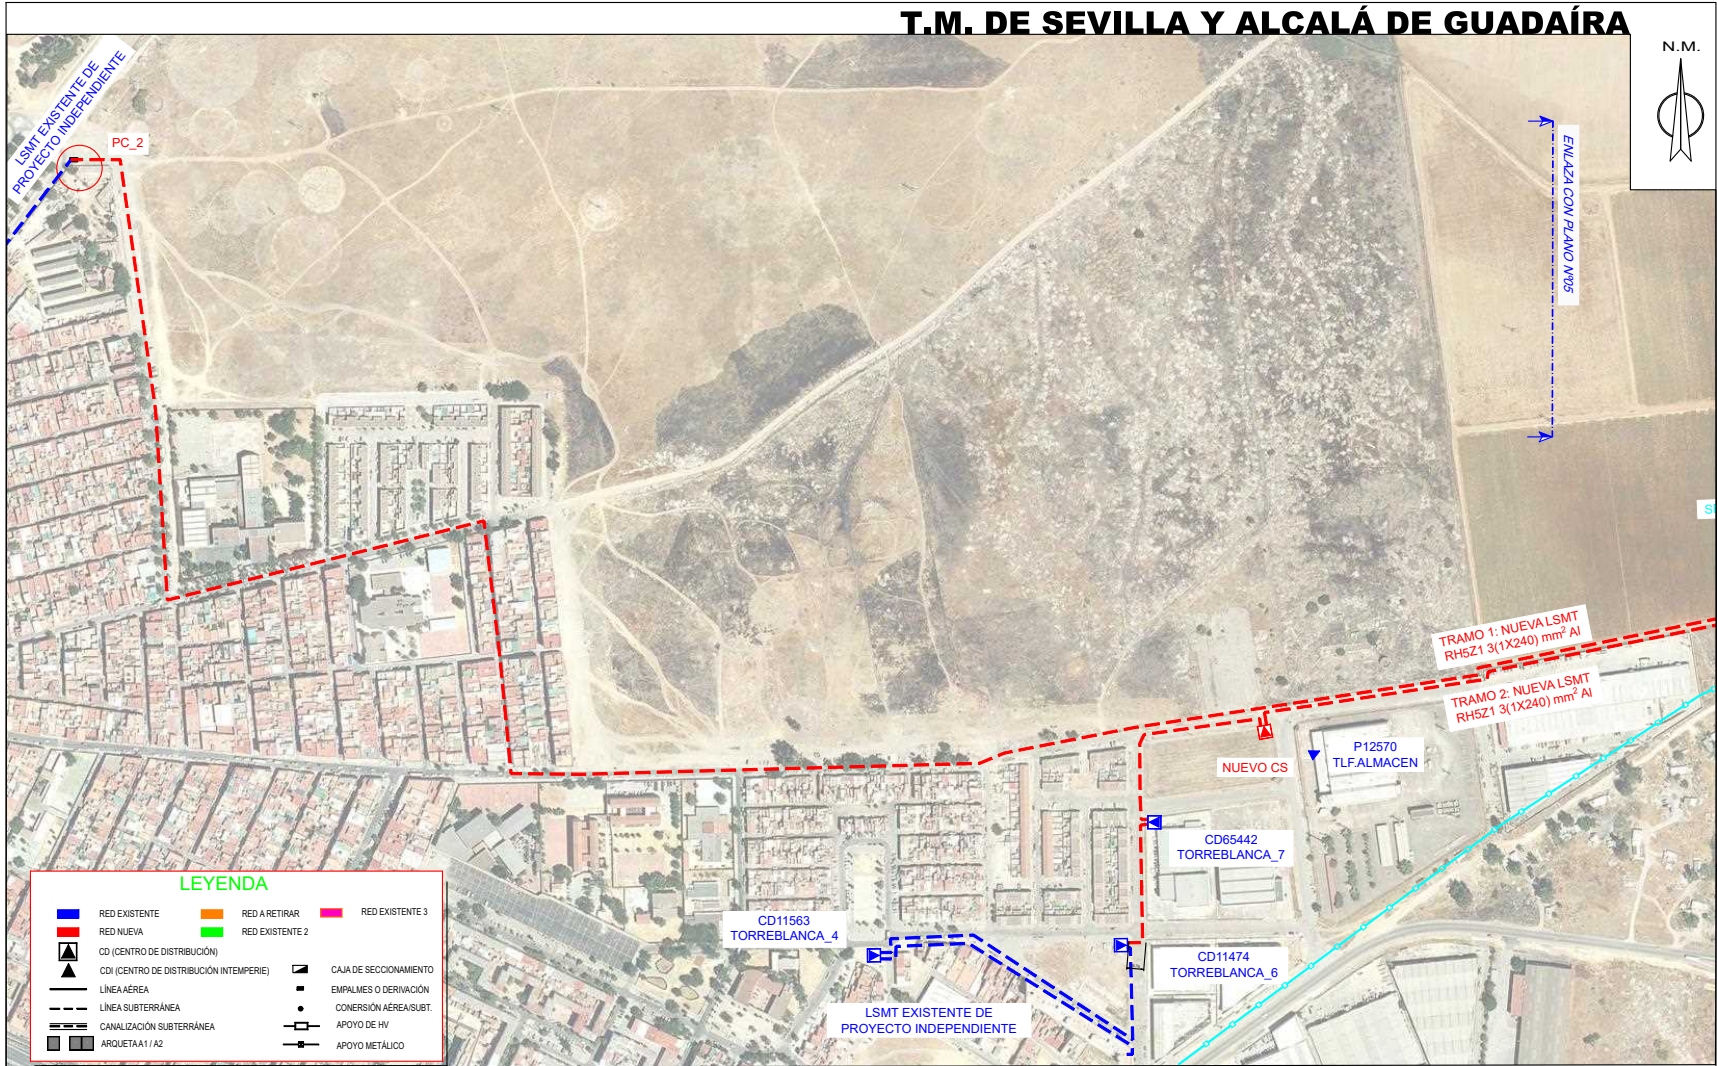 T.M. DE SEVILLA Y ALCALÁ DE GUADAÍRA
N.M.
LSMT EXISTENTE DE
PROYECTO INDEPENDIENTE
PC_2
ENLAZA CON PLANO Nº05
TRAMO 1: NUEVA LSMT
RH5Z1 3(1X240) mm² Al
TRAMO 2: NUEVA LSMT
RH5Z1 3(1X240) mm² Al
P12570
TLF.ALMACEN
NUEVO CS
CD65442
TORREBLANCA_7
CD11563
TORREBLANCA_4
CD11474
TORREBLANCA_6
LSMT EXISTENTE DE
PROYECTO INDEPENDIENTE
LEYENDA
RED EXISTENTE
RED A RETIRAR
RED EXISTENTE 3
RED NUEVA
RED EXISTENTE 2
CD (CENTRO DE DISTRIBUCIÓN)
CDI (CENTRO DE DISTRIBUCIÓN INTEMPERIE)
CAJA DE SECCIONAMIENTO
LÍNEA AÉREA
EMPALMES O DERIVACIÓN
LÍNEA SUBTERRÁNEA
CONERSIÓN AÉREA/SUBT.
CANALIZACIÓN SUBTERRÁNEA
APOYO DE HV
ARQUETA A1 / A2
APOYO METÁLICO